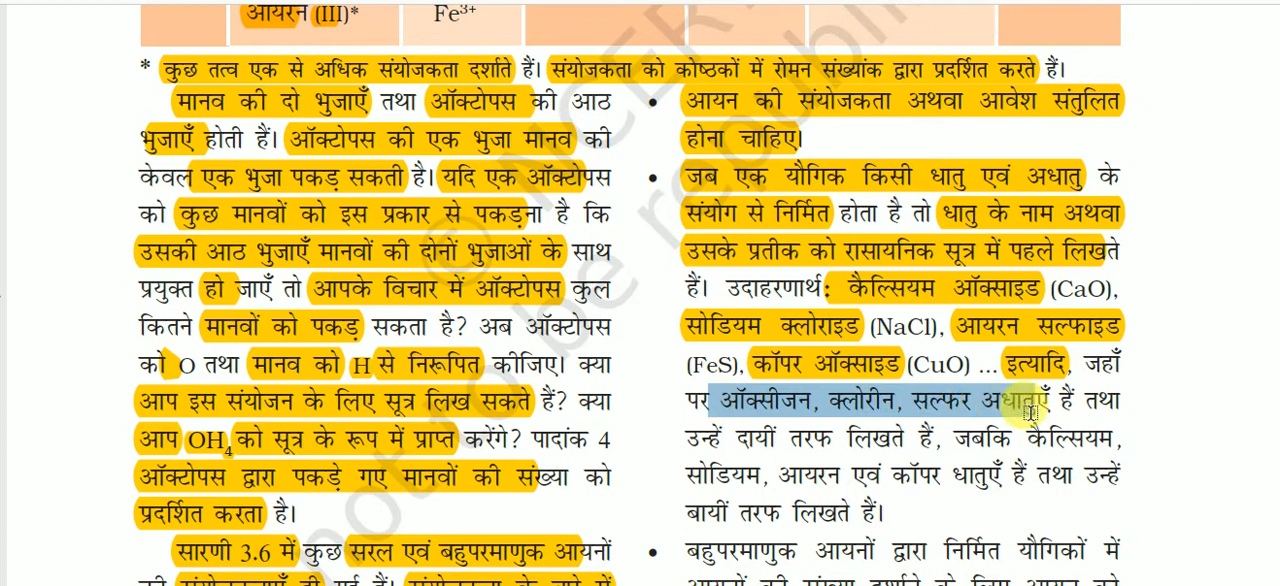 आयरन (III)* Fe³⁺
* कुछ तत्व एक से अधिक संयोजकता दर्शाते हैं। संयोजकता को कोष्ठकों में रोमन संख्यांक द्वारा प्रदर्शित करते हैं।
मानव की दो भुजाएँ तथा ऑक्टोपस की आठ
भुजाएँ होती हैं। ऑक्टोपस की एक भुजा मानव की
केवल एक भुजा पकड़ सकती है। यदि एक ऑक्टोपस
को कुछ मानवों को इस प्रकार से पकड़ना है कि
उसकी आठ भुजाएँ मानवों की दोनों भुजाओं के साथ
प्रयुक्त हो जाएँ तो आपके विचार में ऑक्टोपस कुल
कितने मानवों को पकड़ सकता है? अब ऑक्टोपस
को O तथा मानव को H से निरूपित कीजिए। क्या
आप इस संयोजन के लिए सूत्र लिख सकते हैं? क्या
आप OH₄ को सूत्र के रूप में प्राप्त करेंगे? पादांक 4
ऑक्टोपस द्वारा पकड़े गए मानवों की संख्या को
प्रदर्शित करता है।
सारणी 3.6 में कुछ सरल एवं बहुपरमाणुक आयनों
• आयन की संयोजकता अथवा आवेश संतुलित
होना चाहिए।
• जब एक यौगिक किसी धातु एवं अधातु के
संयोग से निर्मित होता है तो धातु के नाम अथवा
उसके प्रतीक को रासायनिक सूत्र में पहले लिखते
हैं। उदाहरणार्थ: कैल्सियम ऑक्साइड (CaO),
सोडियम क्लोराइड (NaCl), आयरन सल्फाइड
(FeS), कॉपर ऑक्साइड (CuO) ... इत्यादि, जहाँ
पर ऑक्सीजन, क्लोरीन, सल्फर अधातुएँ हैं तथा
उन्हें दायीं तरफ लिखते हैं, जबकि कैल्सियम,
सोडियम, आयरन एवं कॉपर धातुएँ हैं तथा उन्हें
बायीं तरफ लिखते हैं।
• बहुपरमाणुक आयनों द्वारा निर्मित यौगिकों में
© NCER
not to be republi